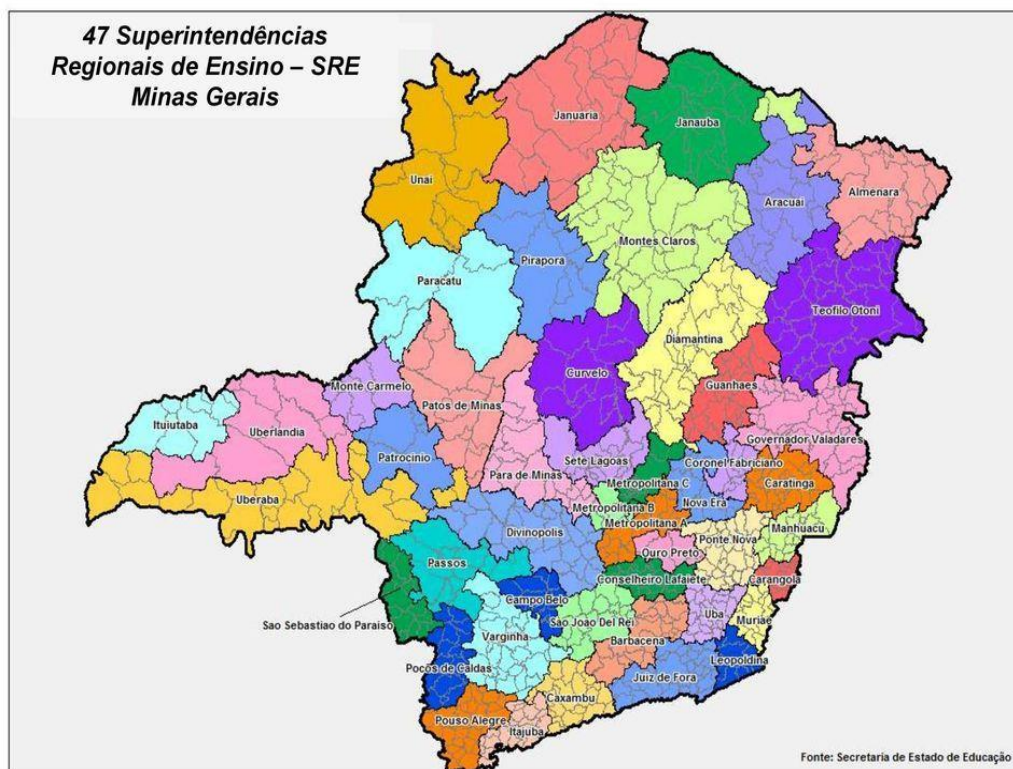 47 Superintendências
Regionais de Ensino – SRE
Minas Gerais
Januaria
Janauba
Unai
Almenara
Aracuai
Montes Claros
Pirapora
Paracatu
Teofilo Otoni
Diamantina
Curvelo
Guanhaes
Monte Carmelo
Patos de Minas
Ituiutaba
Uberlandia
Governador Valadares
Coronel Fabriciano
Patrocinio
Sete Lagoas
Para de Minas
Caratinga
Metropolitana C
Uberaba
Nova Era
Metropolitana B
Metropolitana A
Manhuacu
Divinopolis
Ponte Nova
Ouro Preto
Passos
Conselheiro Lafaiete
Carangola
Campo Belo
Uba
Sao Sebastiao do Paraiso
Sao Joao Del Rei
Muriae
Varginha
Barbacena
Pocos de Caldas
Leopoldina
Juiz de Fora
Caxambu
Pouso Alegre
Itajuba
Fonte: Secretaria de Estado de Educação